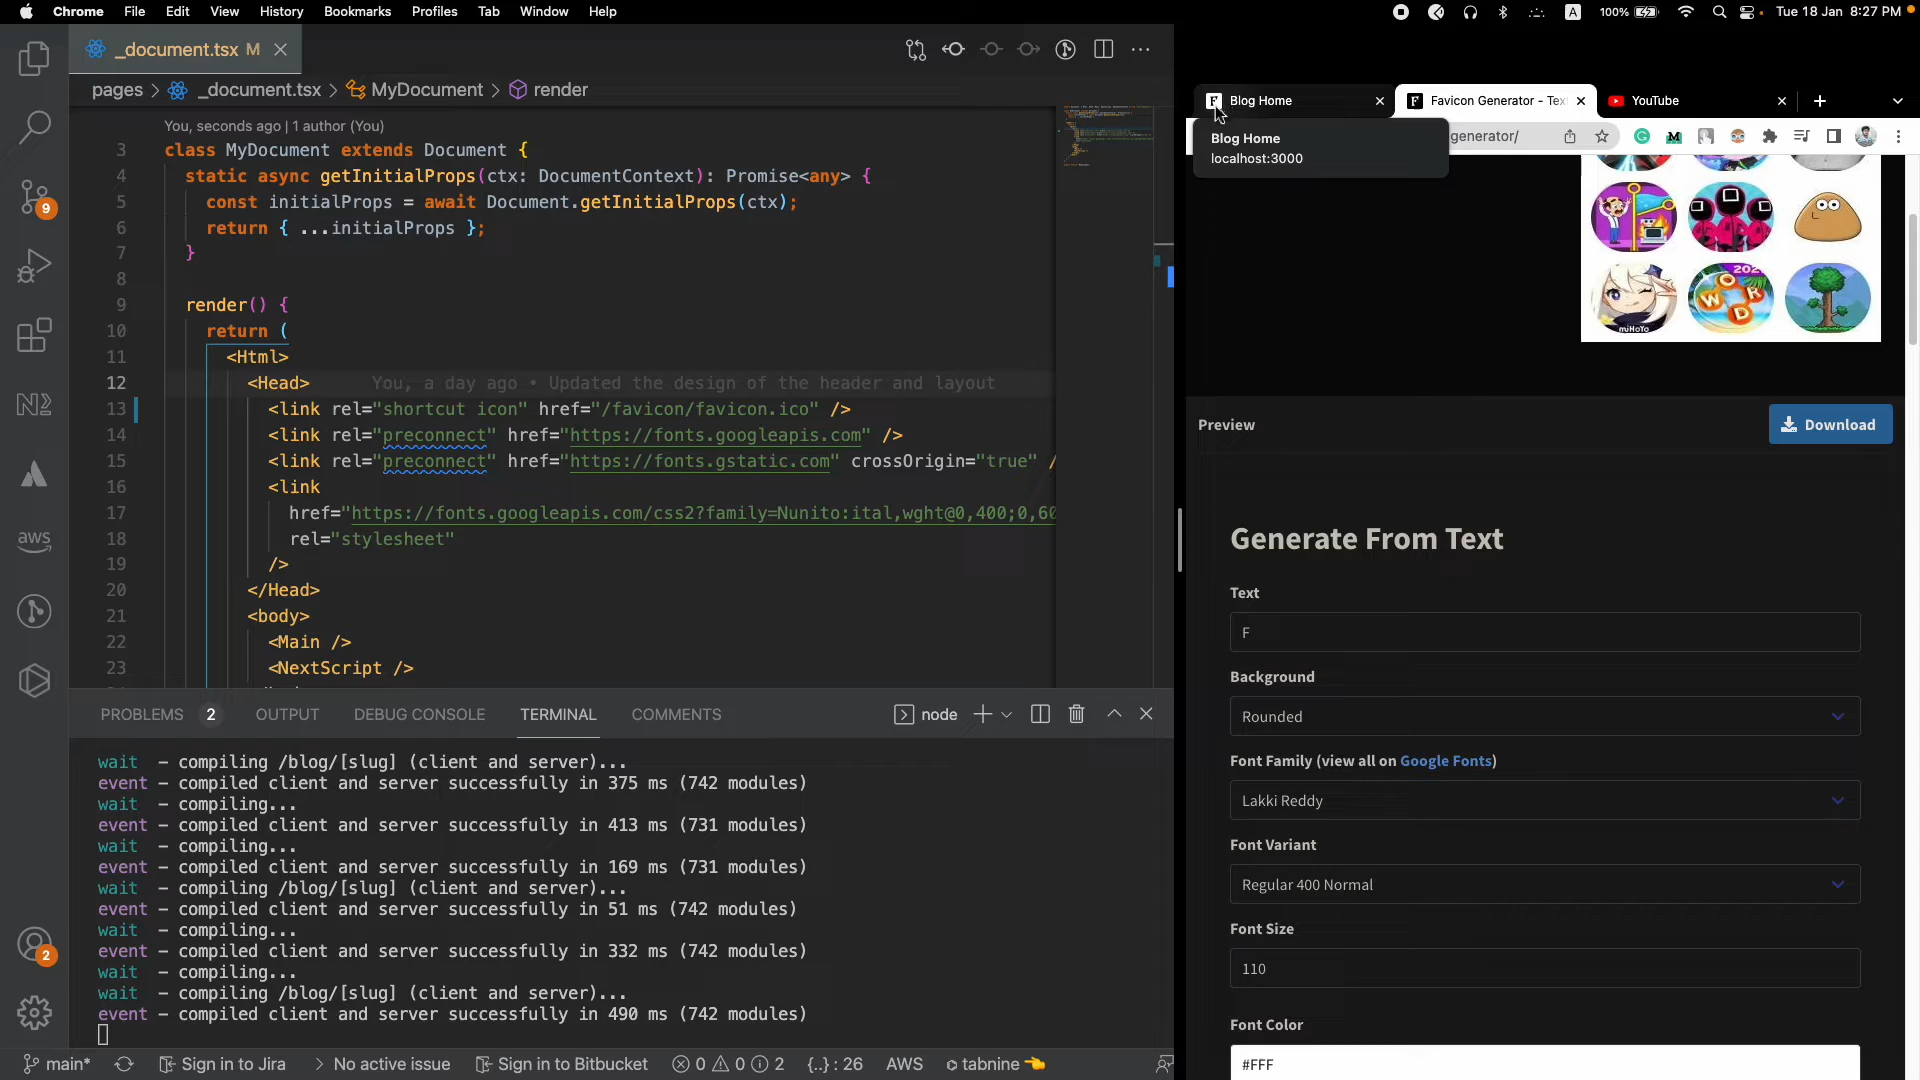 Chrome File Edit View History Bookmarks Profiles Tab Window Help
A 100% Tue 18 Jan 8:27 PM
_document.tsx M
pages > _document.tsx > MyDocument > render
You, seconds ago | 1 author (You)
3 class MyDocument extends Document {
4 static async getInitialProps(ctx: DocumentContext): Promise<any> {
5 const initialProps = await Document.getInitialProps(ctx);
6 return { ...initialProps };
7 }
8
9 render() {
10 return (
11 <Html>
12 <Head> You, a day ago • Updated the design of the header and layout
13 <link rel="shortcut icon" href="/favicon/favicon.ico" />
14 <link rel="preconnect" href="https://fonts.googleapis.com" />
15 <link rel="preconnect" href="https://fonts.gstatic.com" crossOrigin="true" /
16 <link
17 href="https://fonts.googleapis.com/css2?family=Nunito:ital,wght@0,400;0,60
18 rel="stylesheet"
19 />
20 </Head>
21 <body>
22 <Main />
23 <NextScript />
9
aws
2
PROBLEMS 2 OUTPUT DEBUG CONSOLE TERMINAL COMMENTS
node
wait - compiling /blog/[slug] (client and server)...
event - compiled client and server successfully in 375 ms (742 modules)
wait - compiling...
event - compiled client and server successfully in 413 ms (731 modules)
wait - compiling...
event - compiled client and server successfully in 169 ms (731 modules)
wait - compiling /blog/[slug] (client and server)...
event - compiled client and server successfully in 51 ms (742 modules)
wait - compiling...
event - compiled client and server successfully in 332 ms (742 modules)
wait - compiling...
wait - compiling /blog/[slug] (client and server)...
event - compiled client and server successfully in 490 ms (742 modules)
main* Sign in to Jira > No active issue Sign in to Bitbucket 0 0 2 {..} : 26 AWS tabnine
F Blog Home F Favicon Generator - Tex YouTube
generator/
Blog Home
localhost:3000
miHoYo
WORD
202
Preview
Download
Generate From Text
Text
F
Background
Rounded
Font Family (view all on Google Fonts)
Lakki Reddy
Font Variant
Regular 400 Normal
Font Size
110
Font Color
#FFF